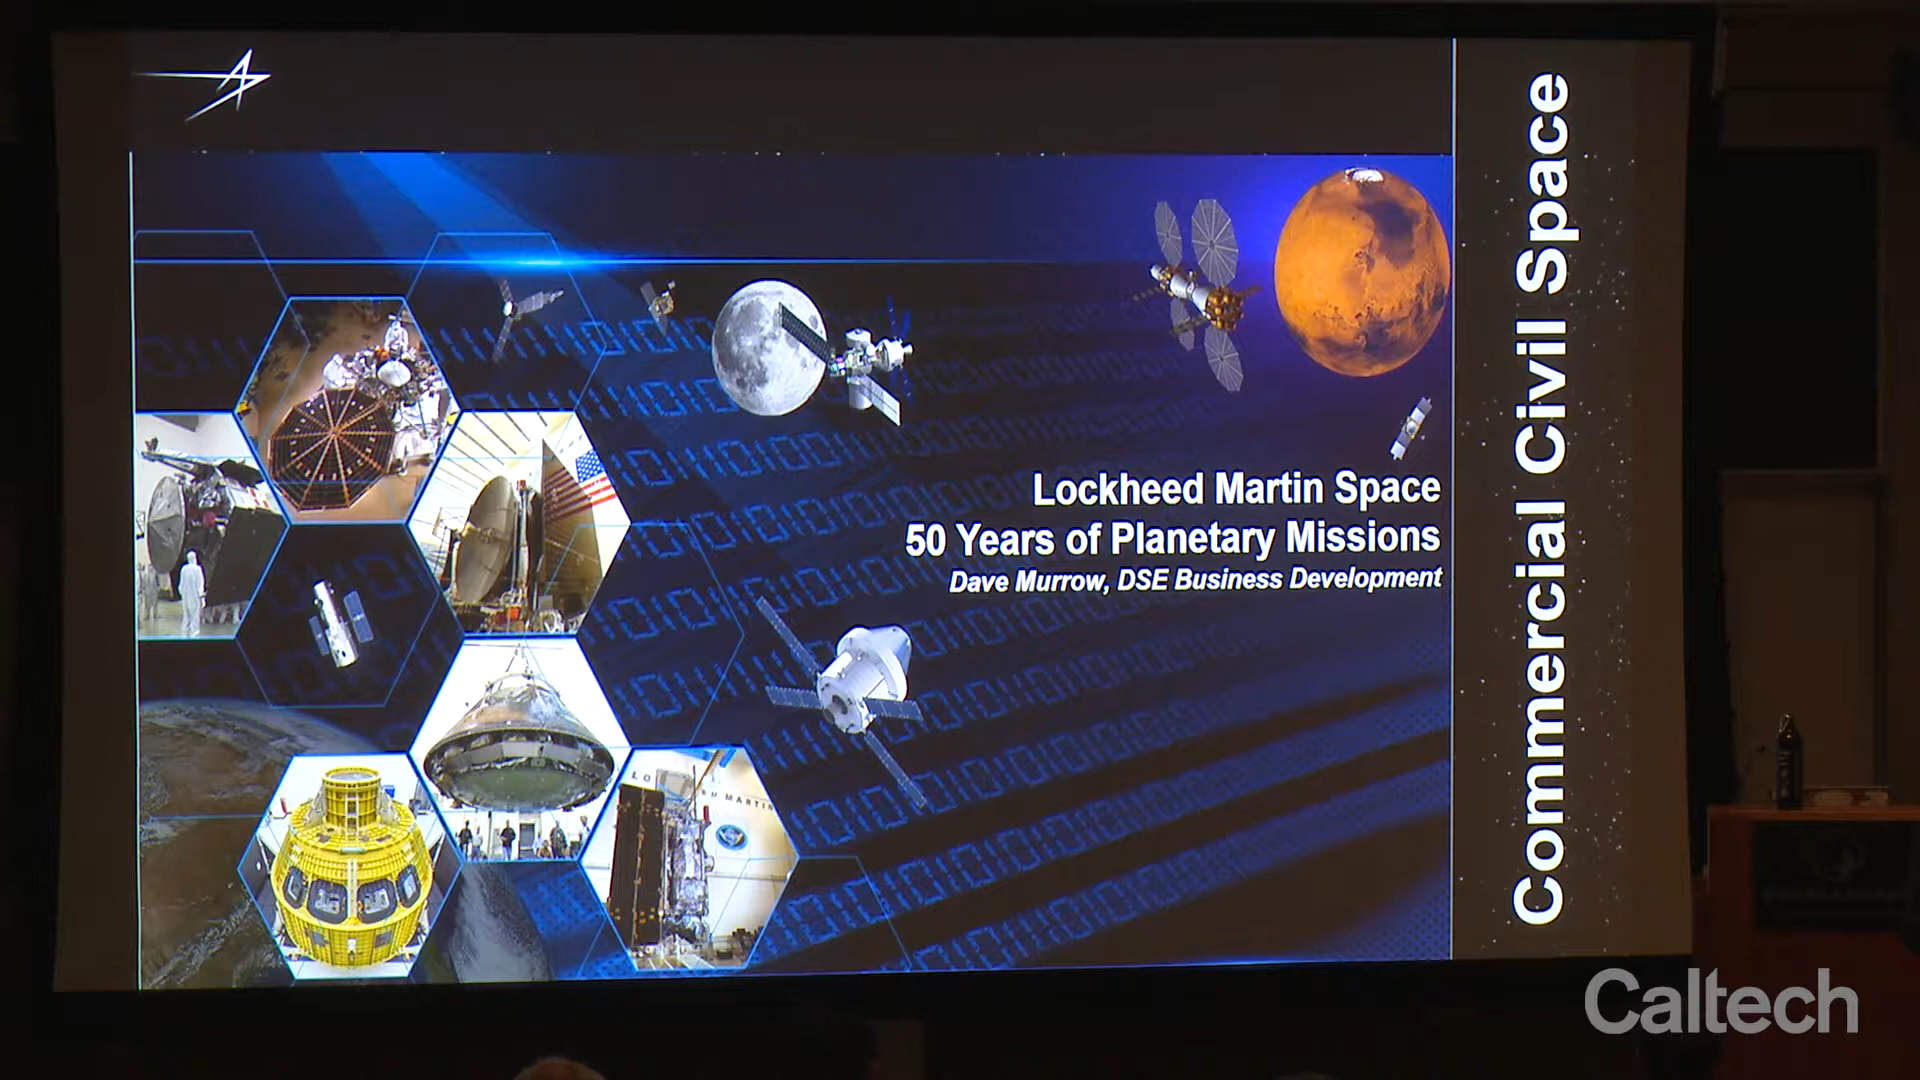 Lockheed Martin Space
50 Years of Planetary Missions
Dave Murrow, DSE Business Development
Commercial Civil Space
Caltech